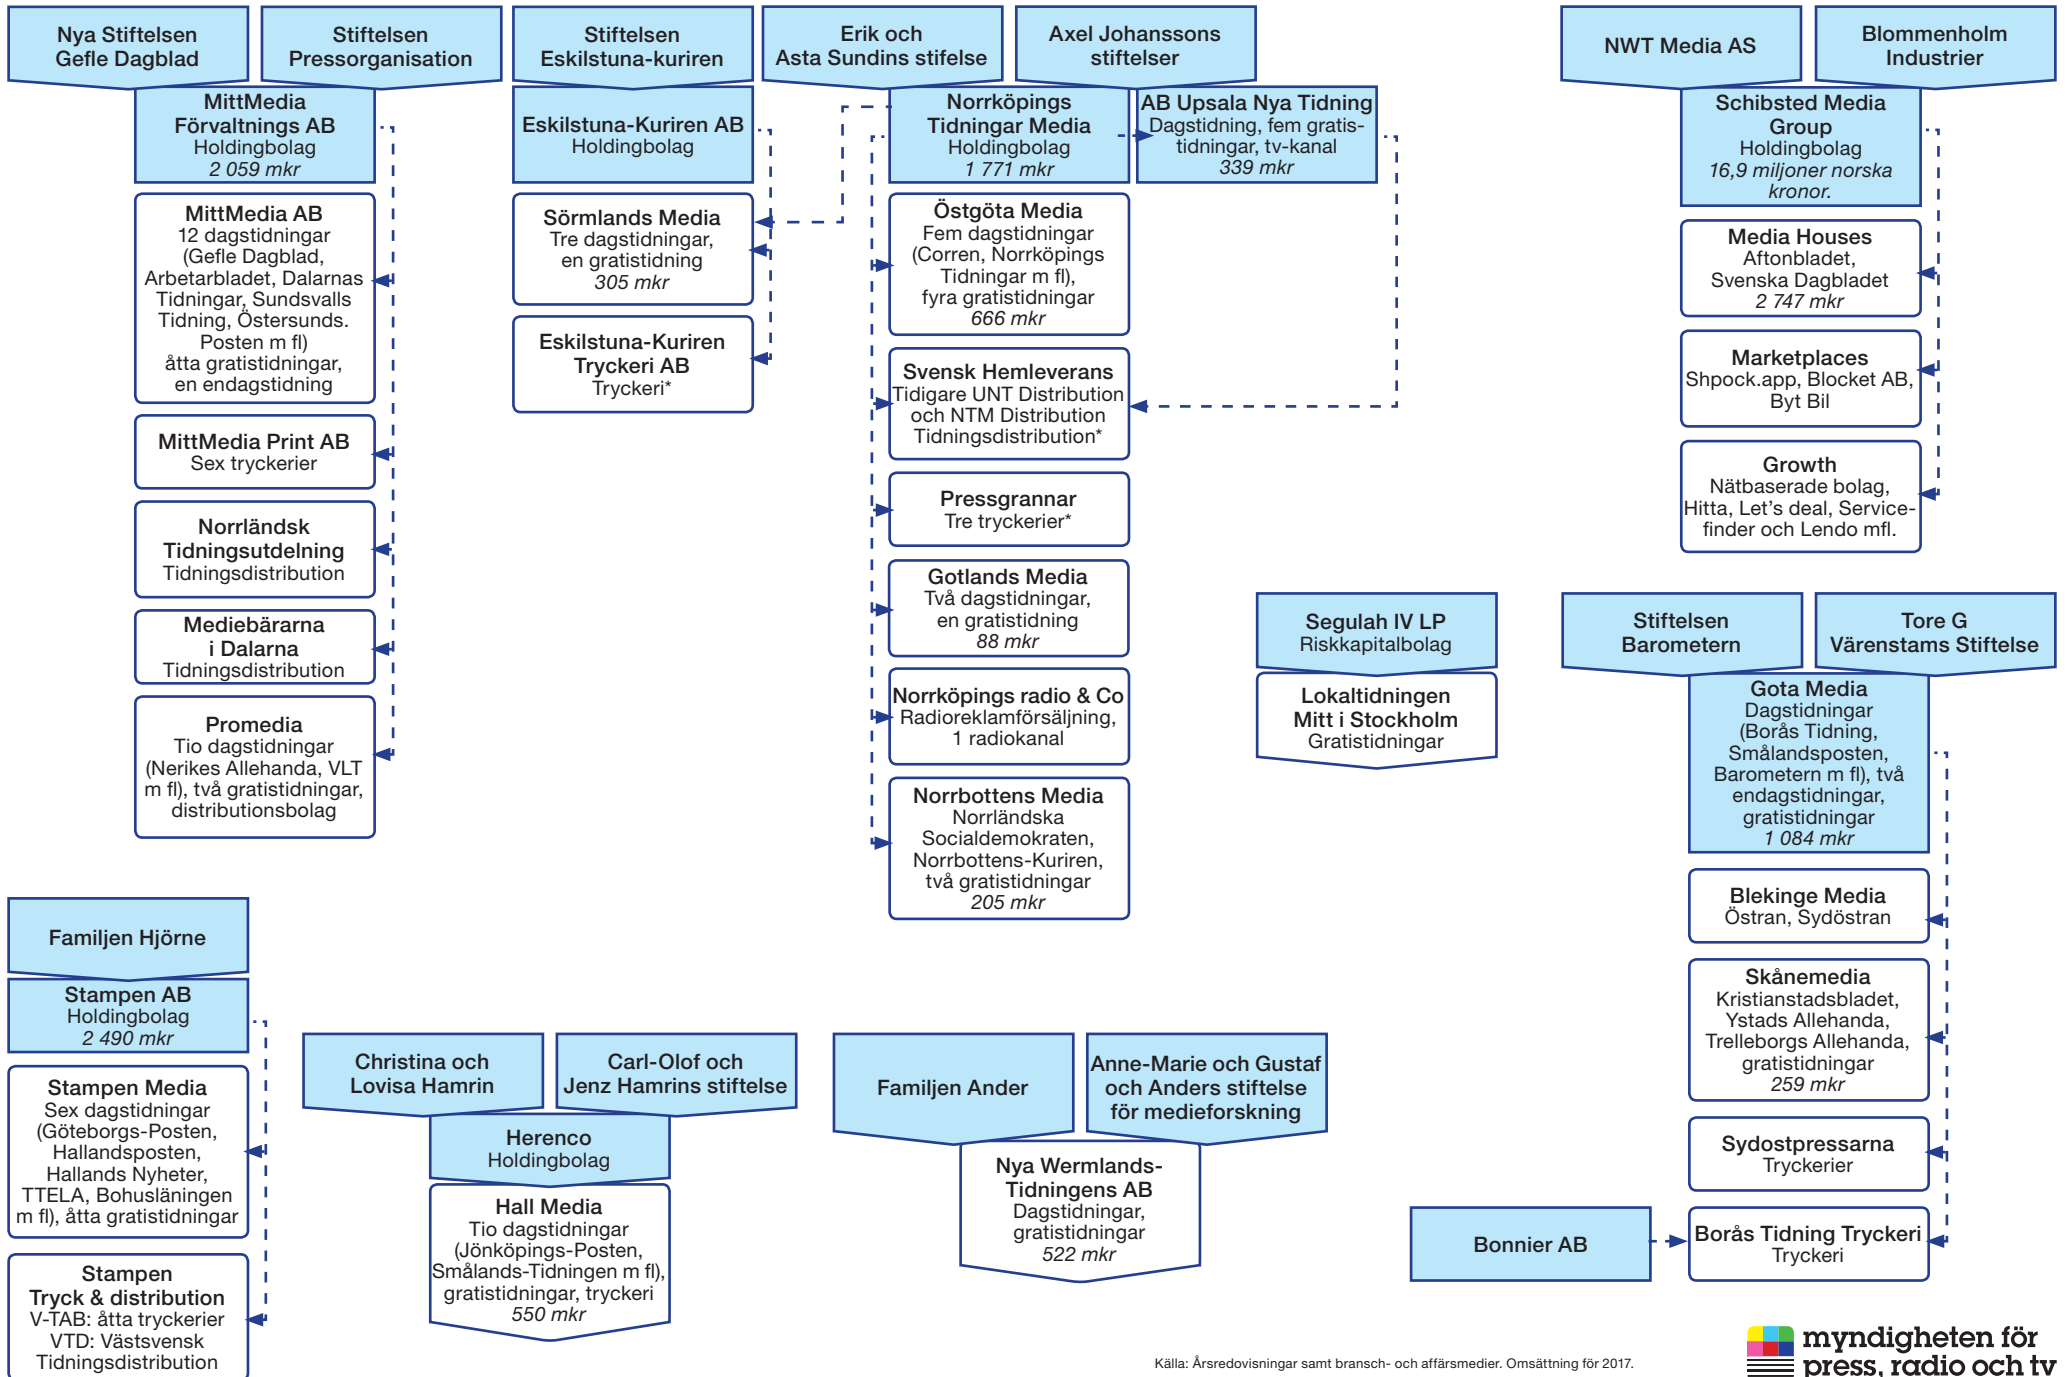 Nya Stiftelsen
Gefle Dagblad
Stiftelsen
Pressorganisation
MittMedia
Förvaltnings AB
Holdingbolag
2 059 mkr
MittMedia AB
12 dagstidningar
(Gefle Dagblad,
Arbetarbladet, Dalarnas
Tidningar, Sundsvalls
Tidning, Östersunds.
Posten m fl)
åtta gratistidningar,
en endagstidning
MittMedia Print AB
Sex tryckerier
Norrländsk
Tidningsutdelning
Tidningsdistribution
Mediebärarna
i Dalarna
Tidningsdistribution
Promedia
Tio dagstidningar
(Nerikes Allehanda, VLT
m fl), två gratistidningar,
distributionsbolag
Stiftelsen
Eskilstuna-kuriren
Eskilstuna-Kuriren AB
Holdingbolag
Sörmlands Media
Tre dagstidningar,
en gratistidning
305 mkr
Eskilstuna-Kuriren
Tryckeri AB
Tryckeri*
Erik och
Asta Sundins stifelse
Axel Johanssons
stiftelser
Norrköpings
Tidningar Media
Holdingbolag
1 771 mkr
AB Upsala Nya Tidning
Dagstidning, fem gratis-
tidningar, tv-kanal
339 mkr
Östgöta Media
Fem dagstidningar
(Corren, Norrköpings
Tidningar m fl),
fyra gratistidningar
666 mkr
Svensk Hemleverans
Tidigare UNT Distribution
och NTM Distribution
Tidningsdistribution*
Pressgrannar
Tre tryckerier*
Gotlands Media
Två dagstidningar,
en gratistidning
88 mkr
Norrköpings radio & Co
Radioreklamförsäljning,
1 radiokanal
Norrbottens Media
Norrländska
Socialdemokraten,
Norrbottens-Kuriren,
två gratistidningar
205 mkr
NWT Media AS
Blommenholm
Industrier
Schibsted Media
Group
Holdingbolag
16,9 miljoner norska
kronor.
Media Houses
Aftonbladet,
Svenska Dagbladet
2 747 mkr
Marketplaces
Shpock.app, Blocket AB,
Byt Bil
Growth
Nätbaserade bolag,
Hitta, Let’s deal, Service-
finder och Lendo mfl.
Segulah IV LP
Riskkapitalbolag
Lokaltidningen
Mitt i Stockholm
Gratistidningar
Stiftelsen
Barometern
Tore G
Värenstams Stiftelse
Gota Media
Dagstidningar
(Borås Tidning,
Smålandsposten,
Barometern m fl), två
endagstidningar,
gratistidningar
1 084 mkr
Blekinge Media
Östran, Sydöstran
Skånemedia
Kristianstadsbladet,
Ystads Allehanda,
Trelleborgs Allehanda,
gratistidningar
259 mkr
Sydostpressarna
Tryckerier
Bonnier AB
Borås Tidning Tryckeri
Tryckeri
Familjen Hjörne
Stampen AB
Holdingbolag
2 490 mkr
Stampen Media
Sex dagstidningar
(Göteborgs-Posten,
Hallandsposten,
Hallands Nyheter,
TTELA, Bohusläningen
m fl), åtta gratistidningar
Stampen
Tryck & distribution
V-TAB: åtta tryckerier
VTD: Västsvensk
Tidningsdistribution
Christina och
Lovisa Hamrin
Carl-Olof och
Jenz Hamrins stiftelse
Herenco
Holdingbolag
Hall Media
Tio dagstidningar
(Jönköpings-Posten,
Smålands-Tidningen m fl),
gratistidningar, tryckeri
550 mkr
Familjen Ander
Anne-Marie och Gustaf
och Anders stiftelse
för medieforskning
Nya Wermlands-
Tidningens AB
Dagstidningar,
gratistidningar
522 mkr
Källa: Årsredovisningar samt bransch- och affärsmedier. Omsättning för 2017.
myndigheten för
press, radio och tv